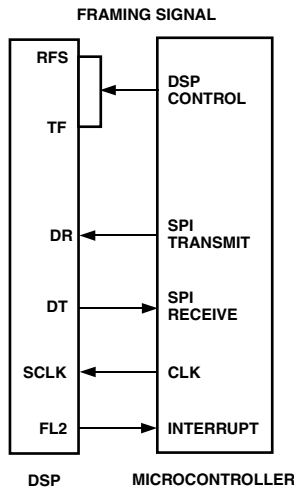 FRAMING SIGNAL
RFS
DSP
CONTROL
TF
DR
SPI
TRANSMIT
DT
SPI
RECEIVE
SCLK
CLK
FL2
INTERRUPT
DSP
MICROCONTROLLER